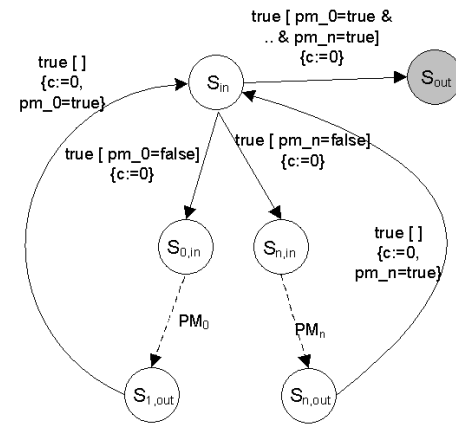 true [ pm_0=true &
.. & pm_n=true]
{c:=0}
true [ ]
{c:=0,
pm_0=true}
S_in
S_out
true [ pm_0=false]
{c:=0}
true [ pm_n=false]
{c:=0}
S_0,in
S_n,in
true [ ]
{c:=0,
pm_n=true}
PM_0
PM_n
S_1,out
S_n,out